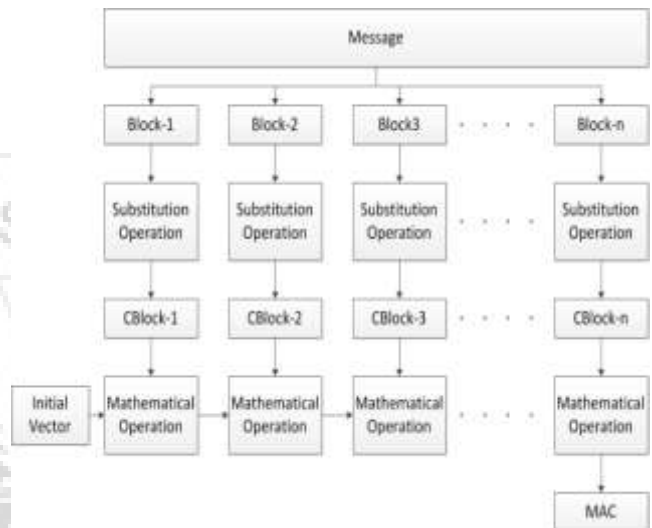 Message
Block-1 Block-2 Block3 . . . . Block-n
Substitution Substitution Substitution Substitution
Operation Operation Operation . . . . Operation
CBlock-1 CBlock-2 CBlock-3 . . . . CBlock-n
Initial Mathematical Mathematical Mathematical Mathematical
Vector Operation Operation Operation . . . . Operation
MAC